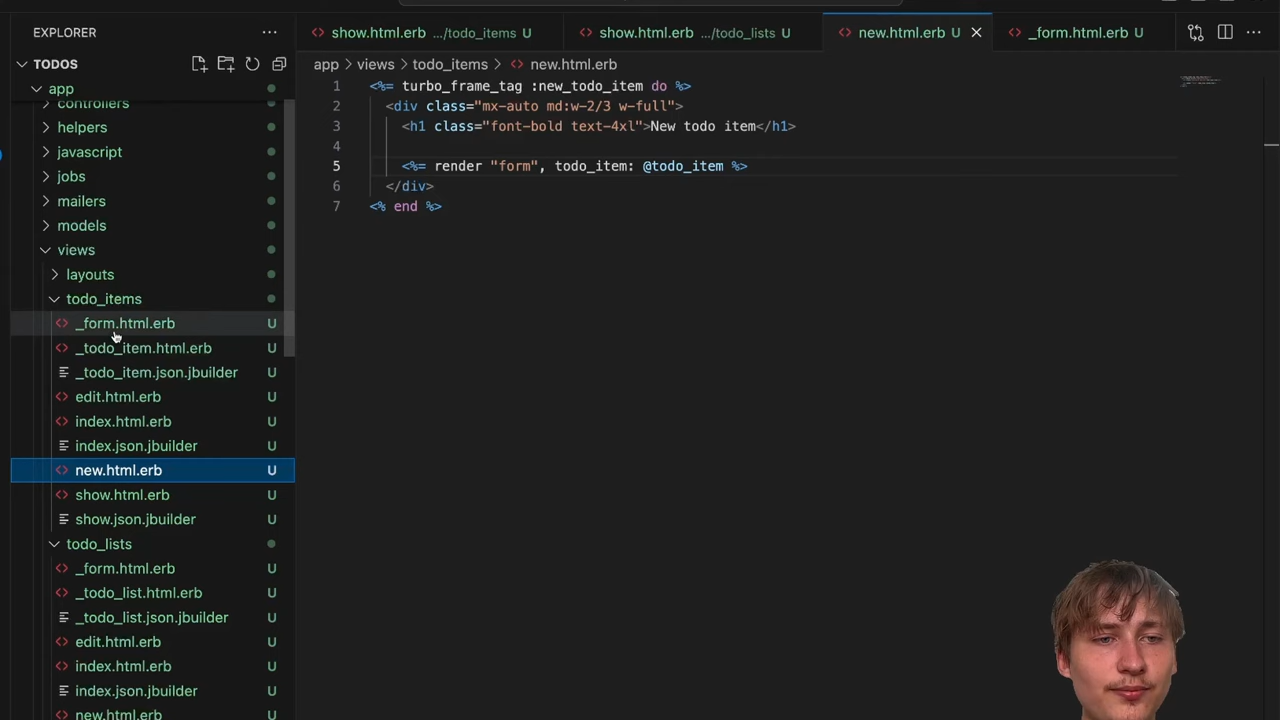 EXPLORER
TODOS
app
controllers
helpers
javascript
jobs
mailers
models
views
layouts
todo_items
_form.html.erb U
_todo_item.html.erb U
_todo_item.json.jbuilder U
edit.html.erb U
index.html.erb U
index.json.jbuilder U
new.html.erb U
show.html.erb U
show.json.jbuilder U
todo_lists
_form.html.erb U
_todo_list.html.erb U
_todo_list.json.jbuilder U
edit.html.erb U
index.html.erb U
index.json.jbuilder U
new.html.erb U
show.html.erb .../todo_items U
show.html.erb .../todo_lists U
new.html.erb U
_form.html.erb U
app > views > todo_items > new.html.erb
1 <%= turbo_frame_tag :new_todo_item do %>
2 <div class="mx-auto md:w-2/3 w-full">
3 <h1 class="font-bold text-4xl">New todo item</h1>
4
5 <%= render "form", todo_item: @todo_item %>
6 </div>
7 <% end %>